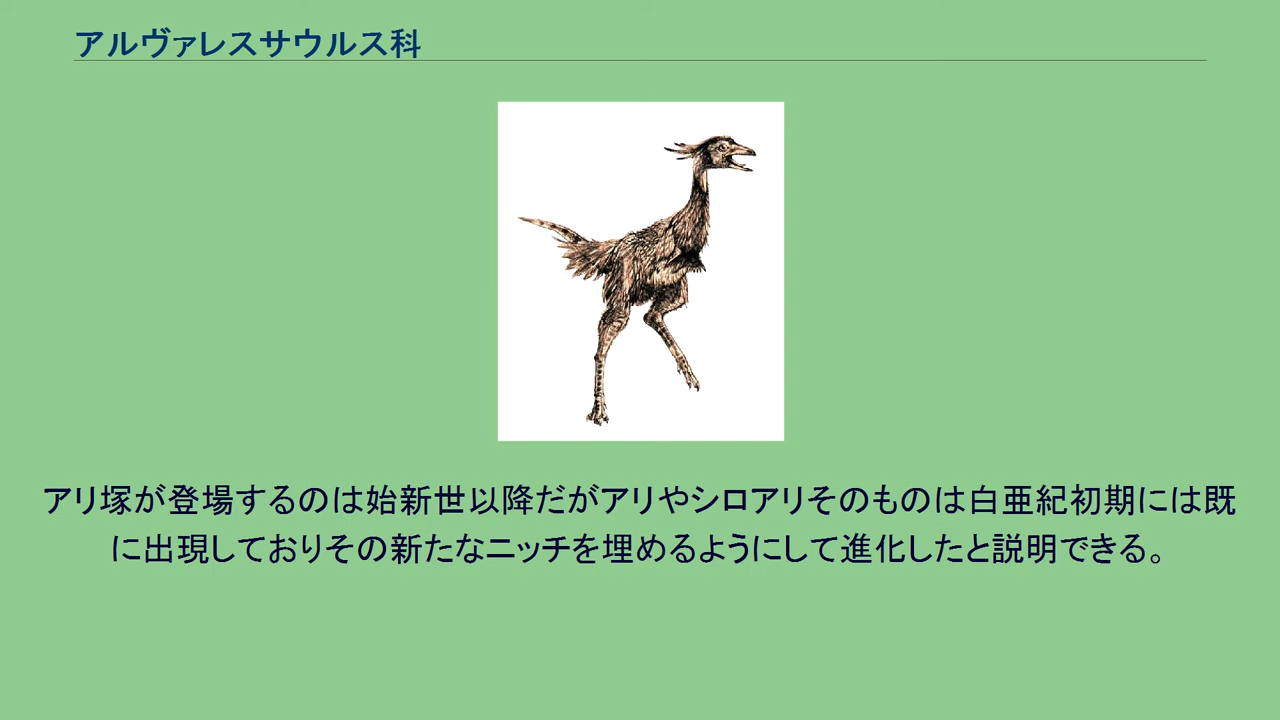 アルヴァレスサウルス科
アリ塚が登場するのは始新世以降だがアリやシロアリそのものは白亜紀初期には既
に出現しておりその新たなニッチを埋めるようにして進化したと説明できる。